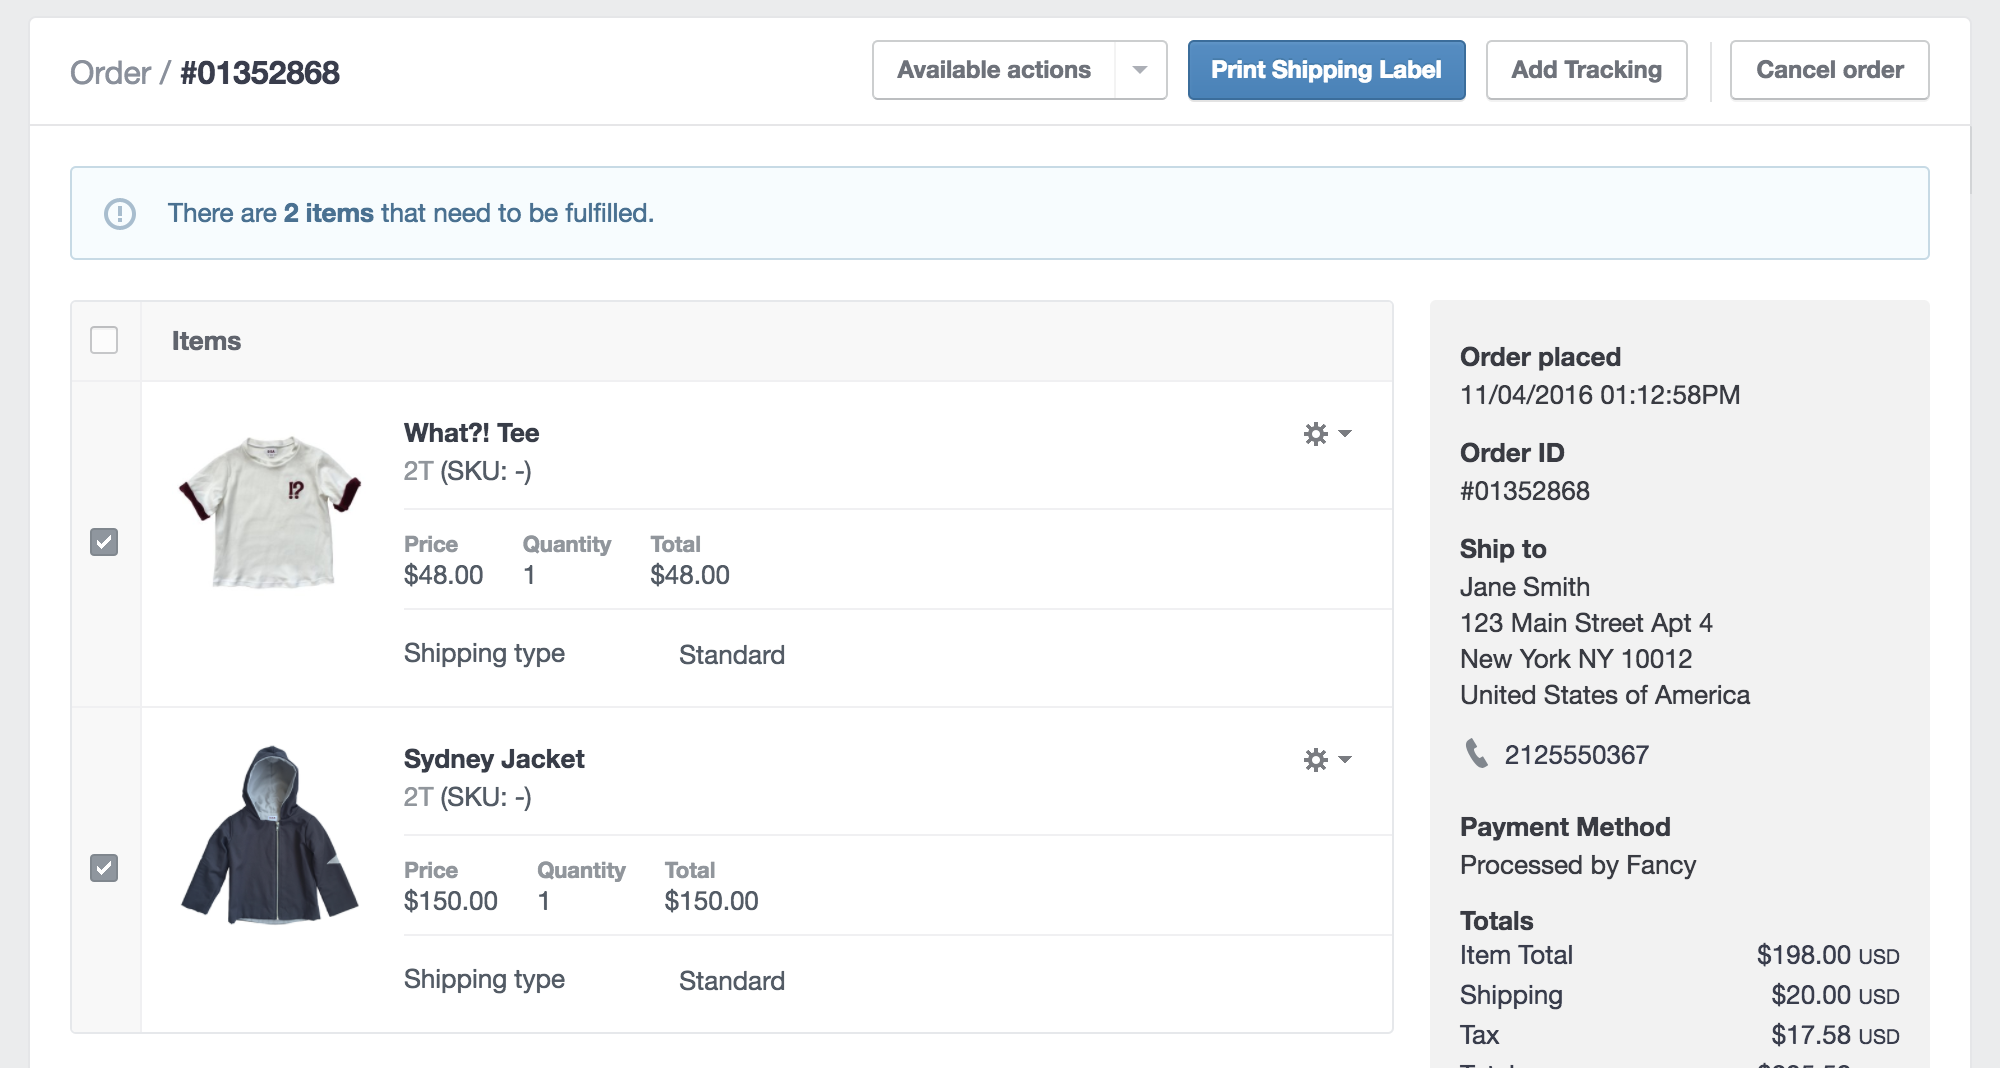 Order / #01352868
Available actions
Print Shipping Label
Add Tracking
Cancel order
There are 2 items that need to be fulfilled.
Items
What?! Tee
2T (SKU: -)
!?
Price Quantity Total
$48.00 1 $48.00
Shipping type Standard
Sydney Jacket
2T (SKU: -)
Price Quantity Total
$150.00 1 $150.00
Shipping type Standard
Order placed
11/04/2016 01:12:58PM
Order ID
#01352868
Ship to
Jane Smith
123 Main Street Apt 4
New York NY 10012
United States of America
2125550367
Payment Method
Processed by Fancy
Totals
Item Total $198.00 USD
Shipping $20.00 USD
Tax $17.58 USD